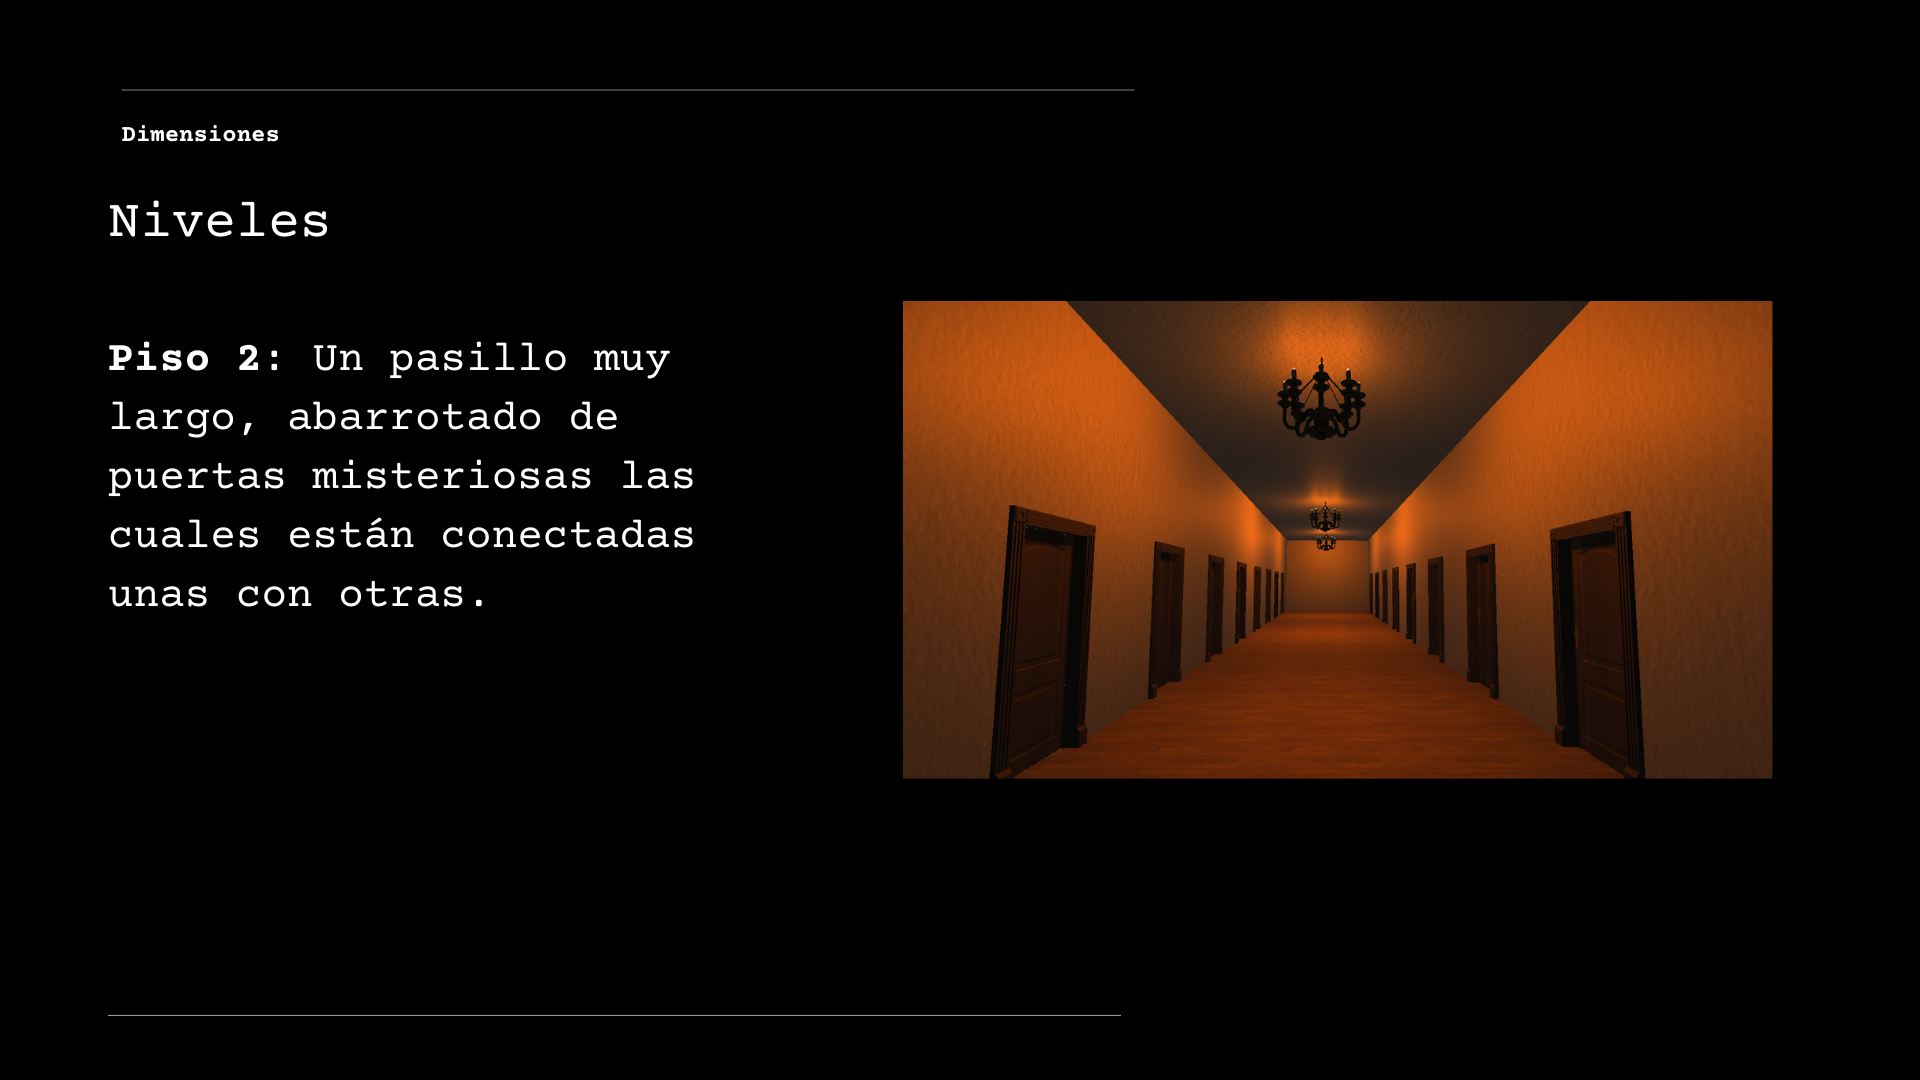 Dimensiones
Niveles
Piso 2: Un pasillo muy
largo, abarrotado de
puertas misteriosas las
cuales están conectadas
unas con otras.